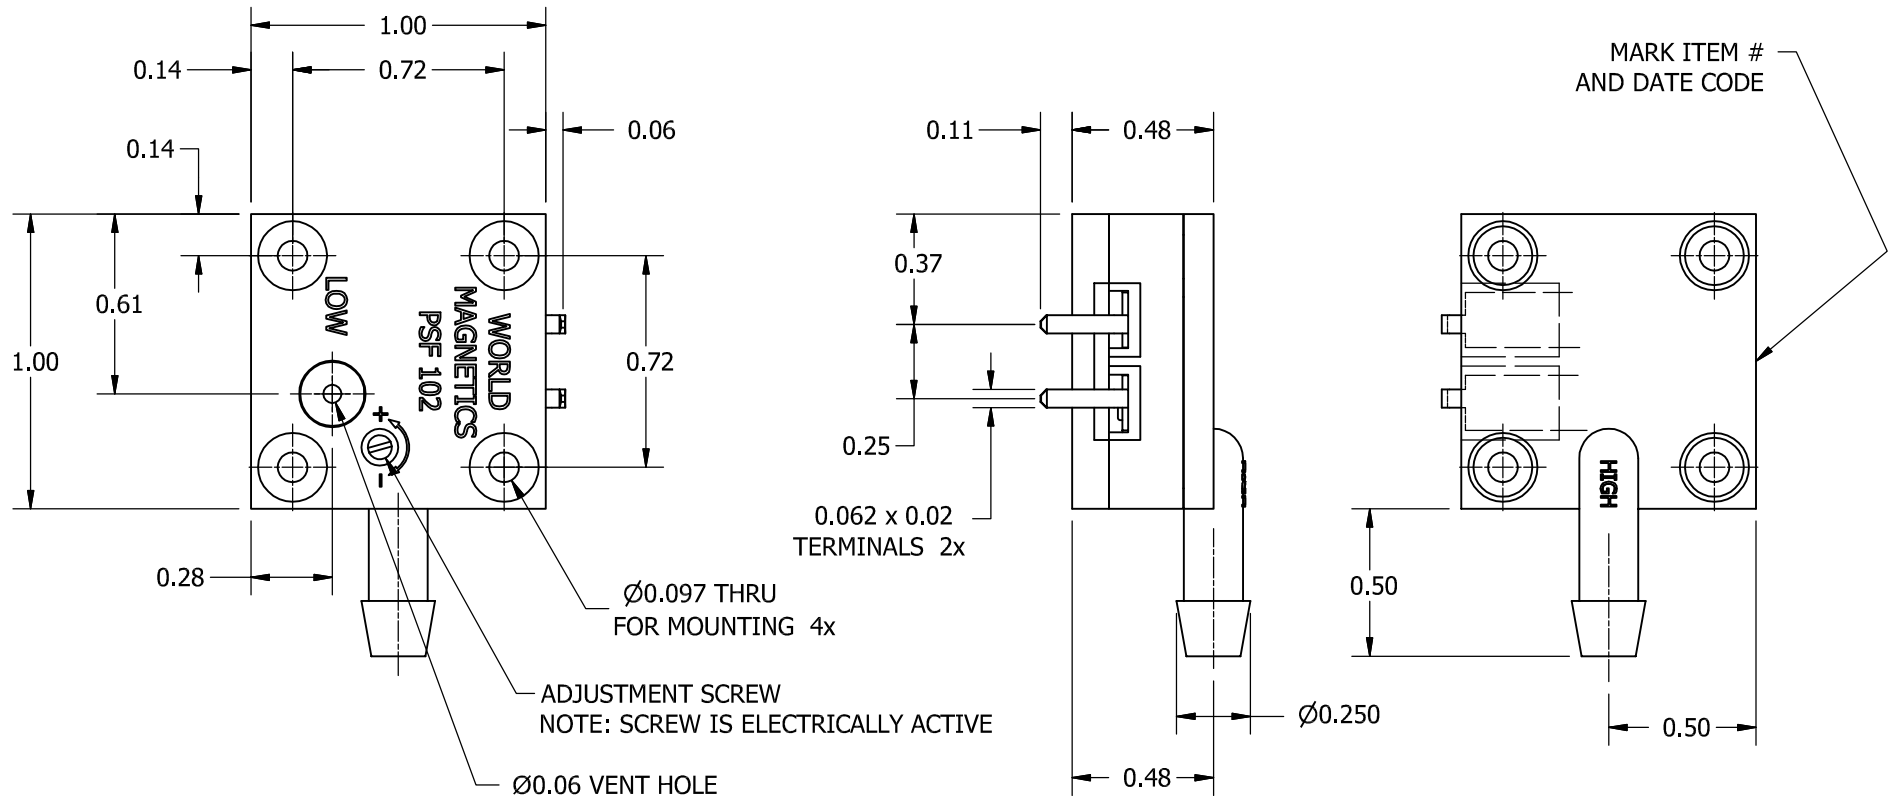 1.00
0.14
0.72
0.06
0.14
0.61
1.00
0.72
LOW
WORLD
MAGNETICS
PSF 102
+
-
0.28
Ø0.097 THRU
FOR MOUNTING 4x
ADJUSTMENT SCREW
NOTE: SCREW IS ELECTRICALLY ACTIVE
Ø0.06 VENT HOLE
0.11
0.48
0.37
0.25
0.062 x 0.02
TERMINALS 2x
Ø0.250
0.48
MARK ITEM #
AND DATE CODE
HIGH
0.50
0.50